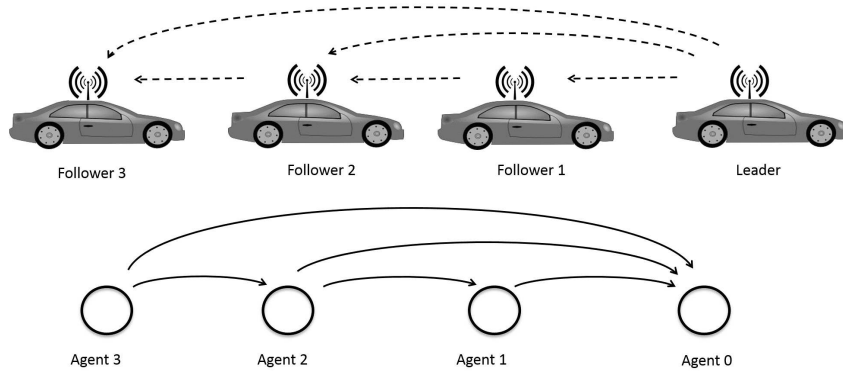 Follower 3
Follower 2
Follower 1
Leader
Agent 3
Agent 2
Agent 1
Agent 0